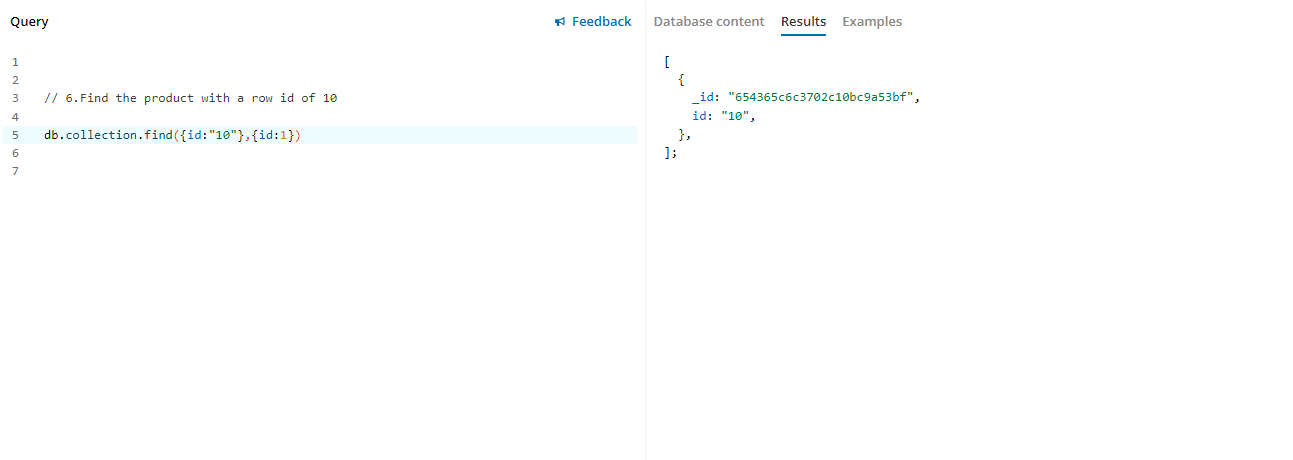 Query
Feedback
Database content
Results
Examples
1
2
3 // 6.Find the product with a row id of 10
4
5 db.collection.find({id:"10"},{id:1})
6
7
[
{
_id: "654365c6c3702c10bc9a53bf",
id: "10",
},
];